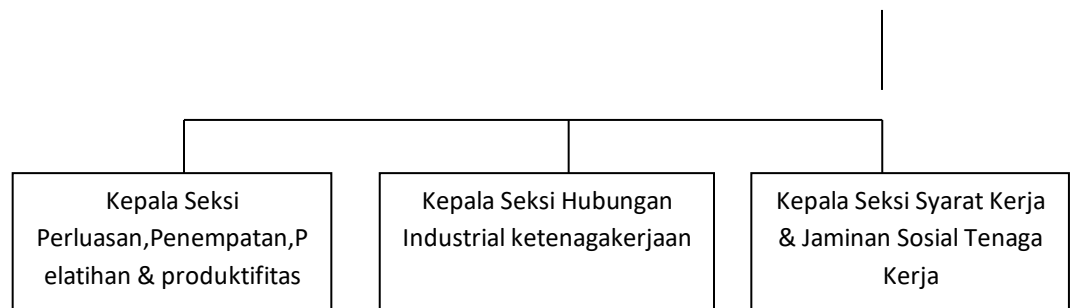 Kepala Seksi
Perluasan,Penempatan,P
elatihan & produktifitas
Kepala Seksi Hubungan
Industrial ketenagakerjaan
Kepala Seksi Syarat Kerja
& Jaminan Sosial Tenaga
Kerja